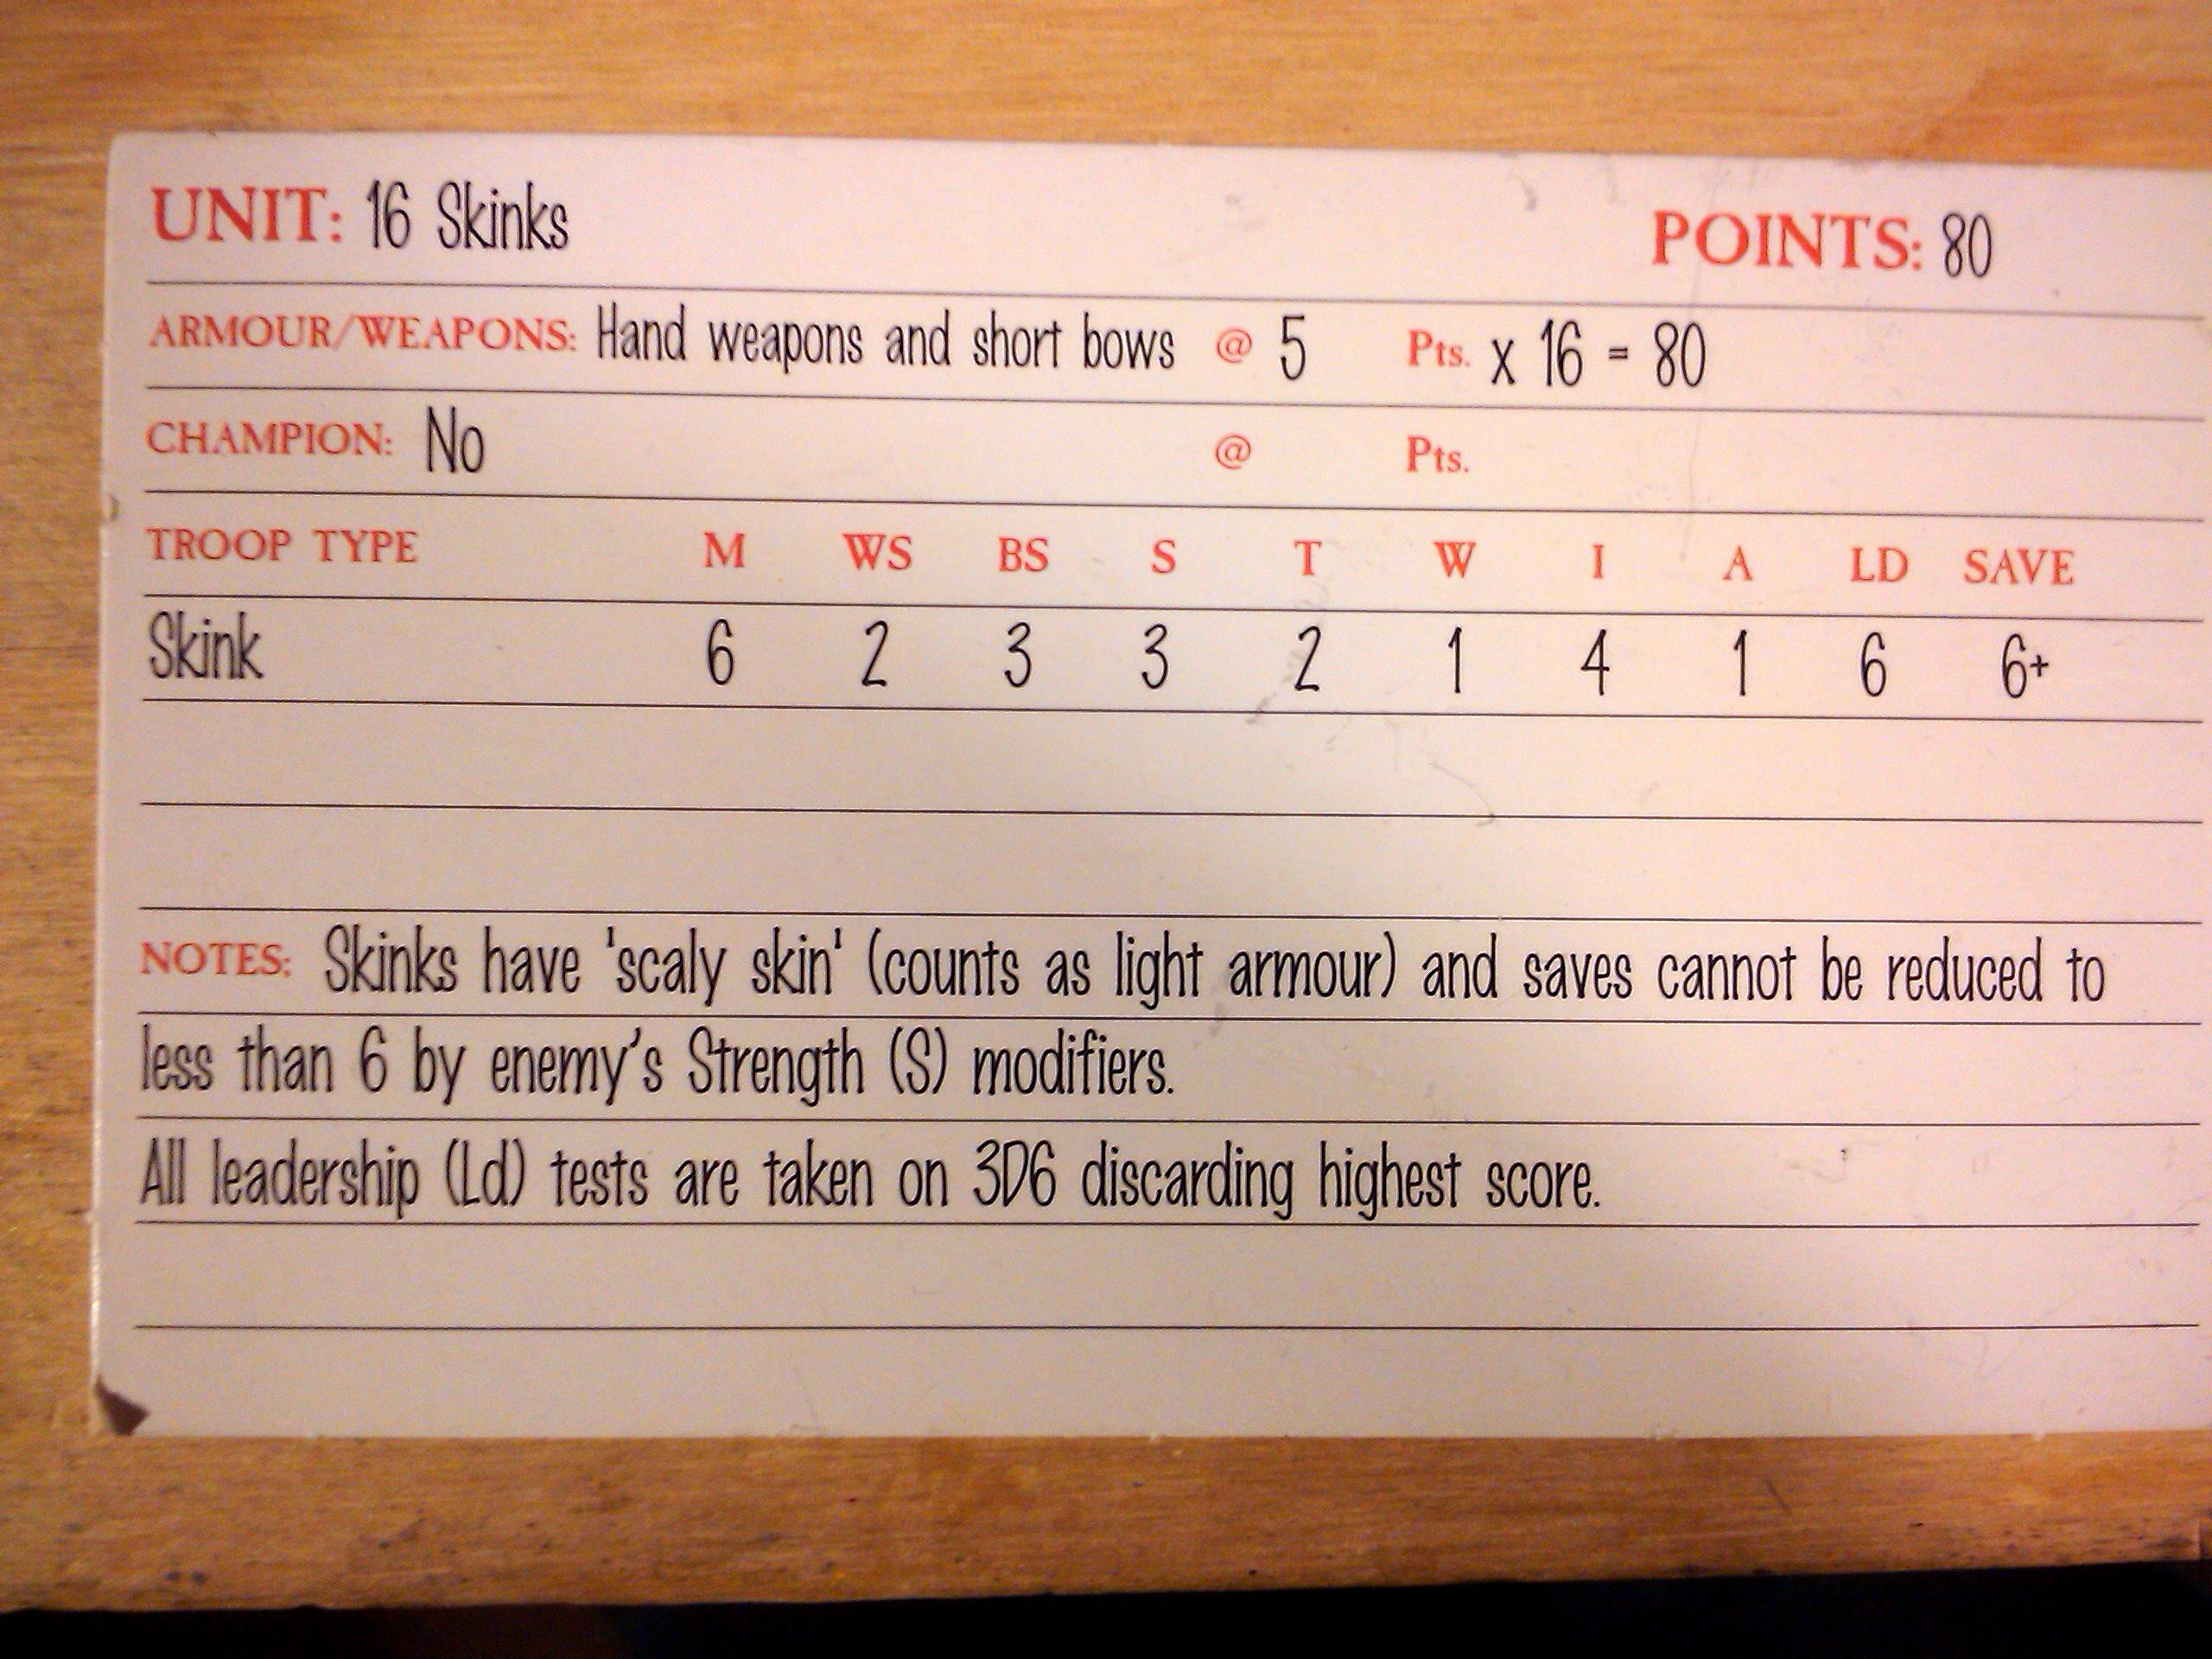 UNIT: 16 Skinks POINTS: 80
ARMOUR/WEAPONS: Hand weapons and short bows @ 5 Pts. x 16 = 80
CHAMPION: No @ Pts.
TROOP TYPE M WS BS S T W I A LD SAVE
Skink 6 2 3 3 2 1 4 1 6 6+
NOTES: Skinks have 'scaly skin' (counts as light armour) and saves cannot be reduced to
less than 6 by enemy's Strength (S) modifiers.
All leadership (Ld) tests are taken on 3D6 discarding highest score.